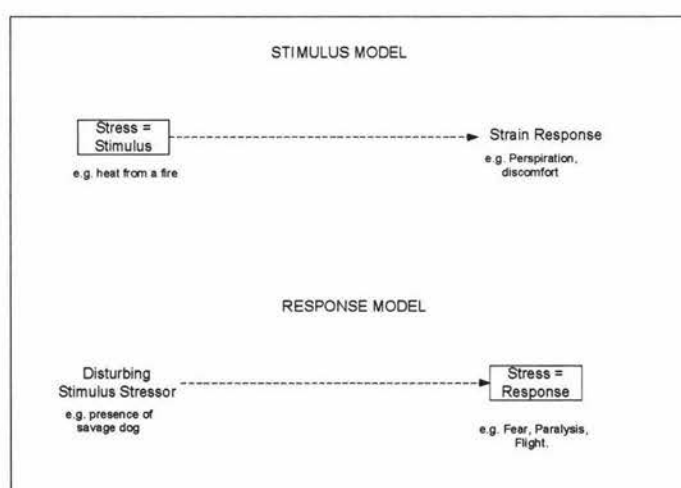 STIMULUS MODEL
Stress =
Stimulus
Strain Response
e.g. heat from a fire
e.g. Perspiration,
discomfort
RESPONSE MODEL
Disturbing
Stimulus Stressor
Stress =
Response
e.g. presence of
savage dog
e.g. Fear, Paralysis,
Flight.